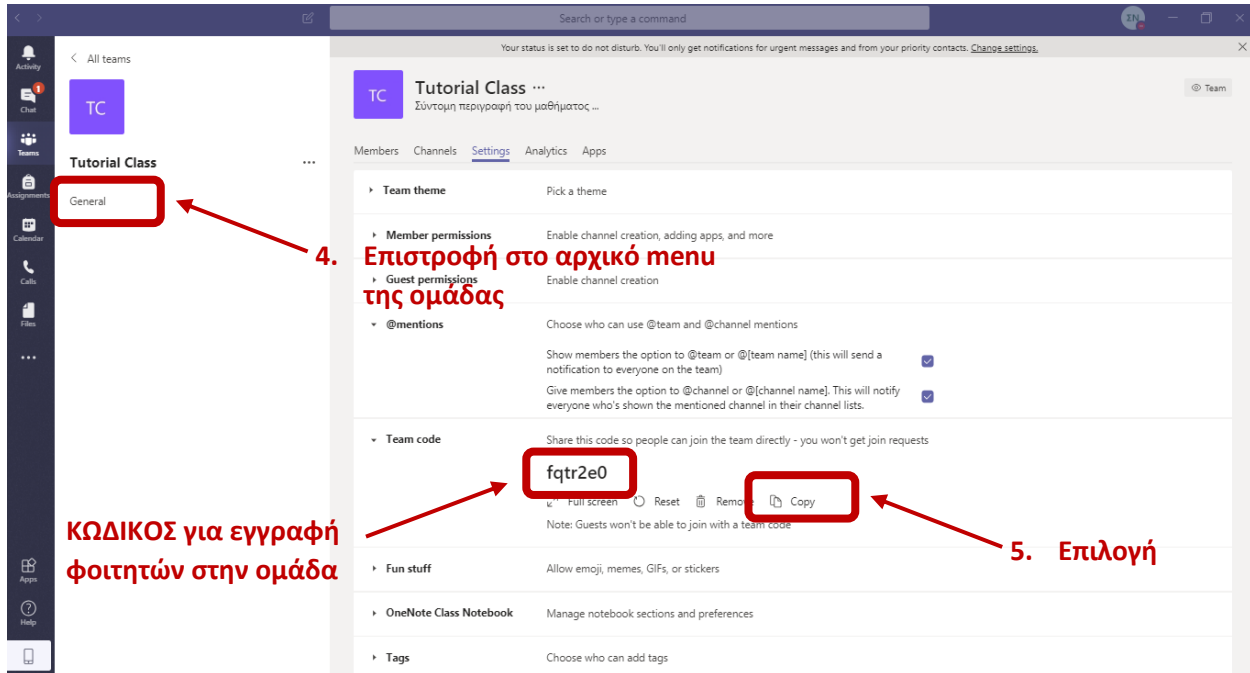 Search or type a command
ΣN
Your status is set to do not disturb. You'll only get notifications for urgent messages and from your priority contacts. Change settings.
Activity
Chat
1
Teams
Assignments
Calendar
Calls
Files
Apps
Help
All teams
TC
Tutorial Class
General
TC
Tutorial Class ...
Σύντομη περιγραφή του μαθήματος ...
Team
Members Channels Settings Analytics Apps
Team theme Pick a theme
Member permissions Enable channel creation, adding apps, and more
4. Επιστροφή στο αρχικό menu
της ομάδας
Guest permissions Enable channel creation
@mentions Choose who can use @team and @channel mentions
Show members the option to @team or @[team name] (this will send a
notification to everyone on the team)
Give members the option to @channel or @[channel name]. This will notify
everyone who's shown the mentioned channel in their channel lists.
Team code Share this code so people can join the team directly - you won't get join requests
fqtr2e0
Full screen Reset Remove Copy
Note: Guests won't be able to join with a team code
ΚΩΔΙΚΟΣ για εγγραφή
φοιτητών στην ομάδα
5. Επιλογή
Fun stuff Allow emoji, memes, GIFs, or stickers
OneNote Class Notebook Manage notebook sections and preferences
Tags Choose who can add tags